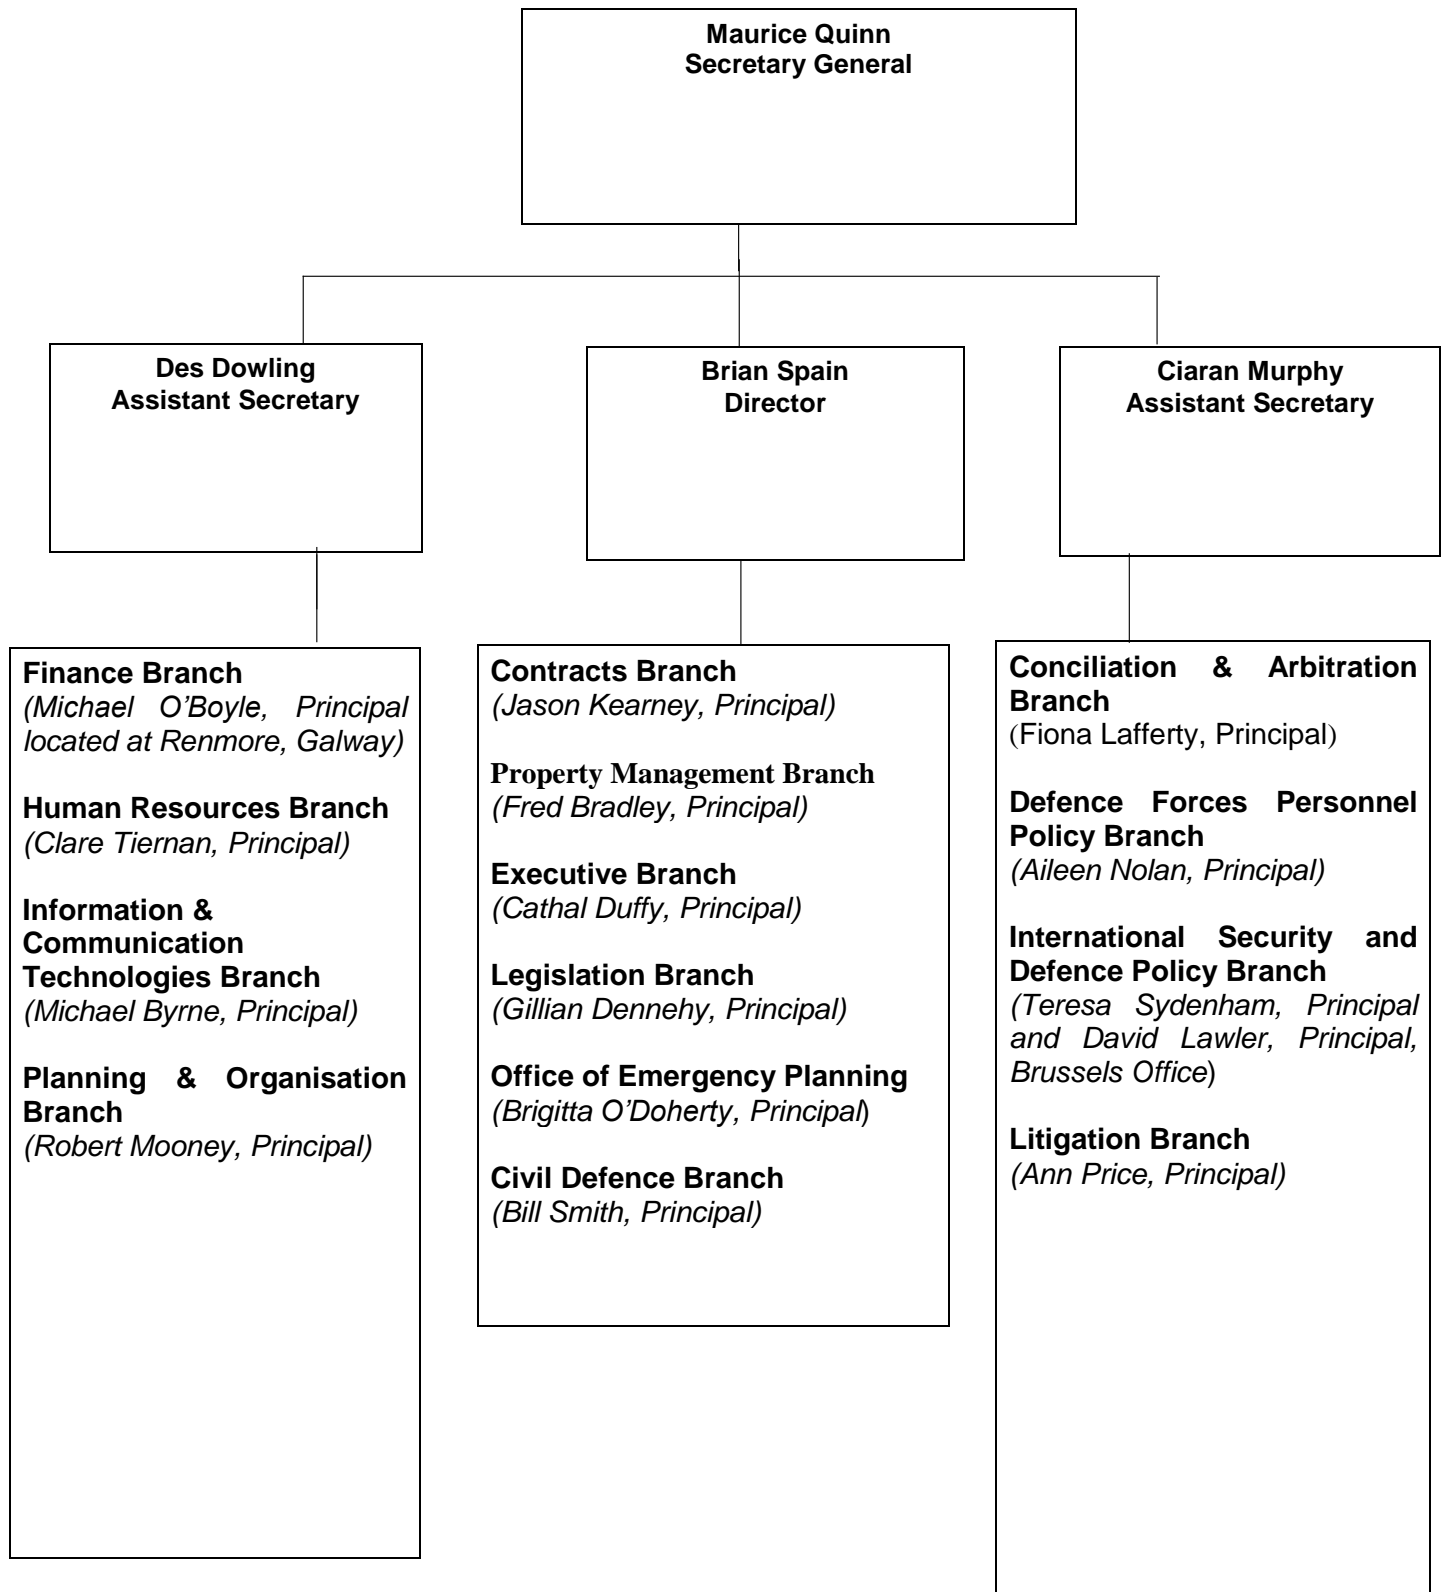 Maurice Quinn
Secretary General
Des Dowling
Assistant Secretary
Brian Spain
Director
Ciaran Murphy
Assistant Secretary
Finance Branch
(Michael O’Boyle, Principal
located at Renmore, Galway)
Human Resources Branch
(Clare Tiernan, Principal)
Information &
Communication
Technologies Branch
(Michael Byrne, Principal)
Planning & Organisation
Branch
(Robert Mooney, Principal)
Contracts Branch
(Jason Kearney, Principal)
Property Management Branch
(Fred Bradley, Principal)
Executive Branch
(Cathal Duffy, Principal)
Legislation Branch
(Gillian Dennehy, Principal)
Office of Emergency Planning
(Brigitta O’Doherty, Principal)
Civil Defence Branch
(Bill Smith, Principal)
Conciliation & Arbitration
Branch
(Fiona Lafferty, Principal)
Defence Forces Personnel
Policy Branch
(Aileen Nolan, Principal)
International Security and
Defence Policy Branch
(Teresa Sydenham, Principal
and David Lawler, Principal,
Brussels Office)
Litigation Branch
(Ann Price, Principal)